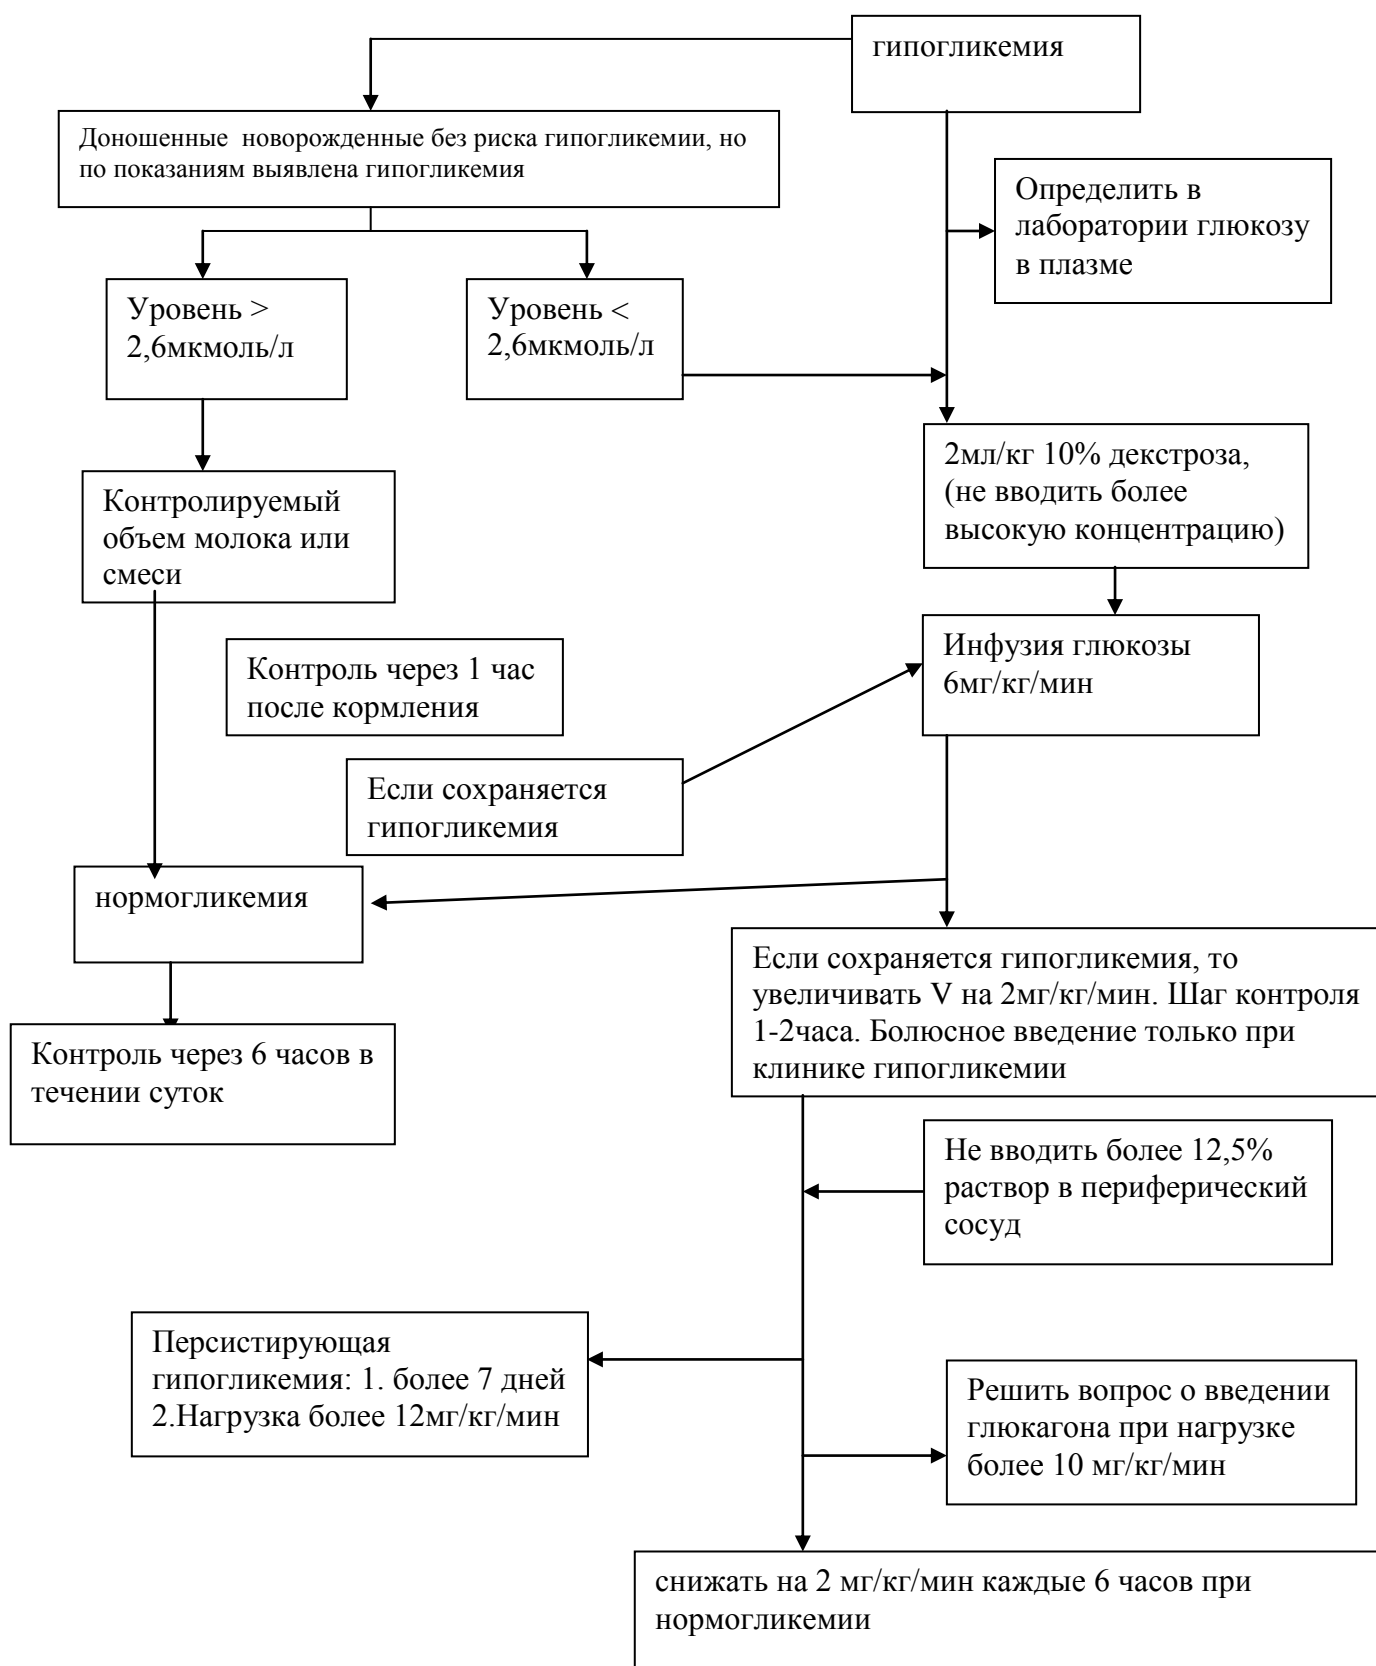 гипогликемия
Доношенные новорожденные без риска гипогликемии, но
по показаниям выявлена гипогликемия
Определить в
лаборатории глюкозу
в плазме
Уровень >
2,6мкмоль/л
Уровень <
2,6мкмоль/л
2мл/кг 10% декстроза,
(не вводить более
высокую концентрацию)
Контролируемый
объем молока или
смеси
Инфузия глюкозы
6мг/кг/мин
Контроль через 1 час
после кормления
Если сохраняется
гипогликемия
нормогликемия
Если сохраняется гипогликемия, то
увеличивать V на 2мг/кг/мин. Шаг контроля
1-2часа. Болюсное введение только при
клинике гипогликемии
Контроль через 6 часов в
течении суток
Не вводить более 12,5%
раствор в периферический
сосуд
Персистирующая
гипогликемия: 1. более 7 дней
2.Нагрузка более 12мг/кг/мин
Решить вопрос о введении
глюкагона при нагрузке
более 10 мг/кг/мин
снижать на 2 мг/кг/мин каждые 6 часов при
нормогликемии